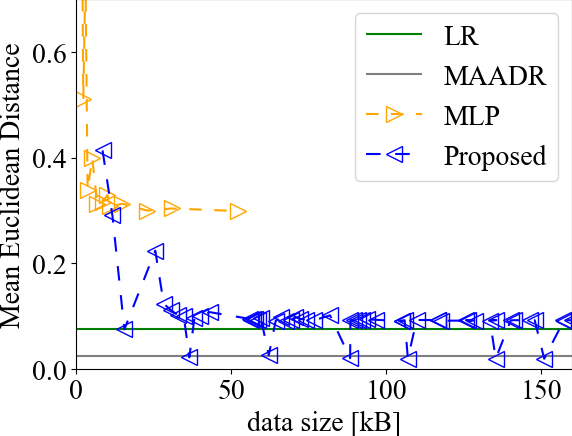 LR
MAADR
MLP
Proposed
Mean Euclidean Distance
0.6
0.4
0.2
0.0
0
50
100
150
data size [kB]